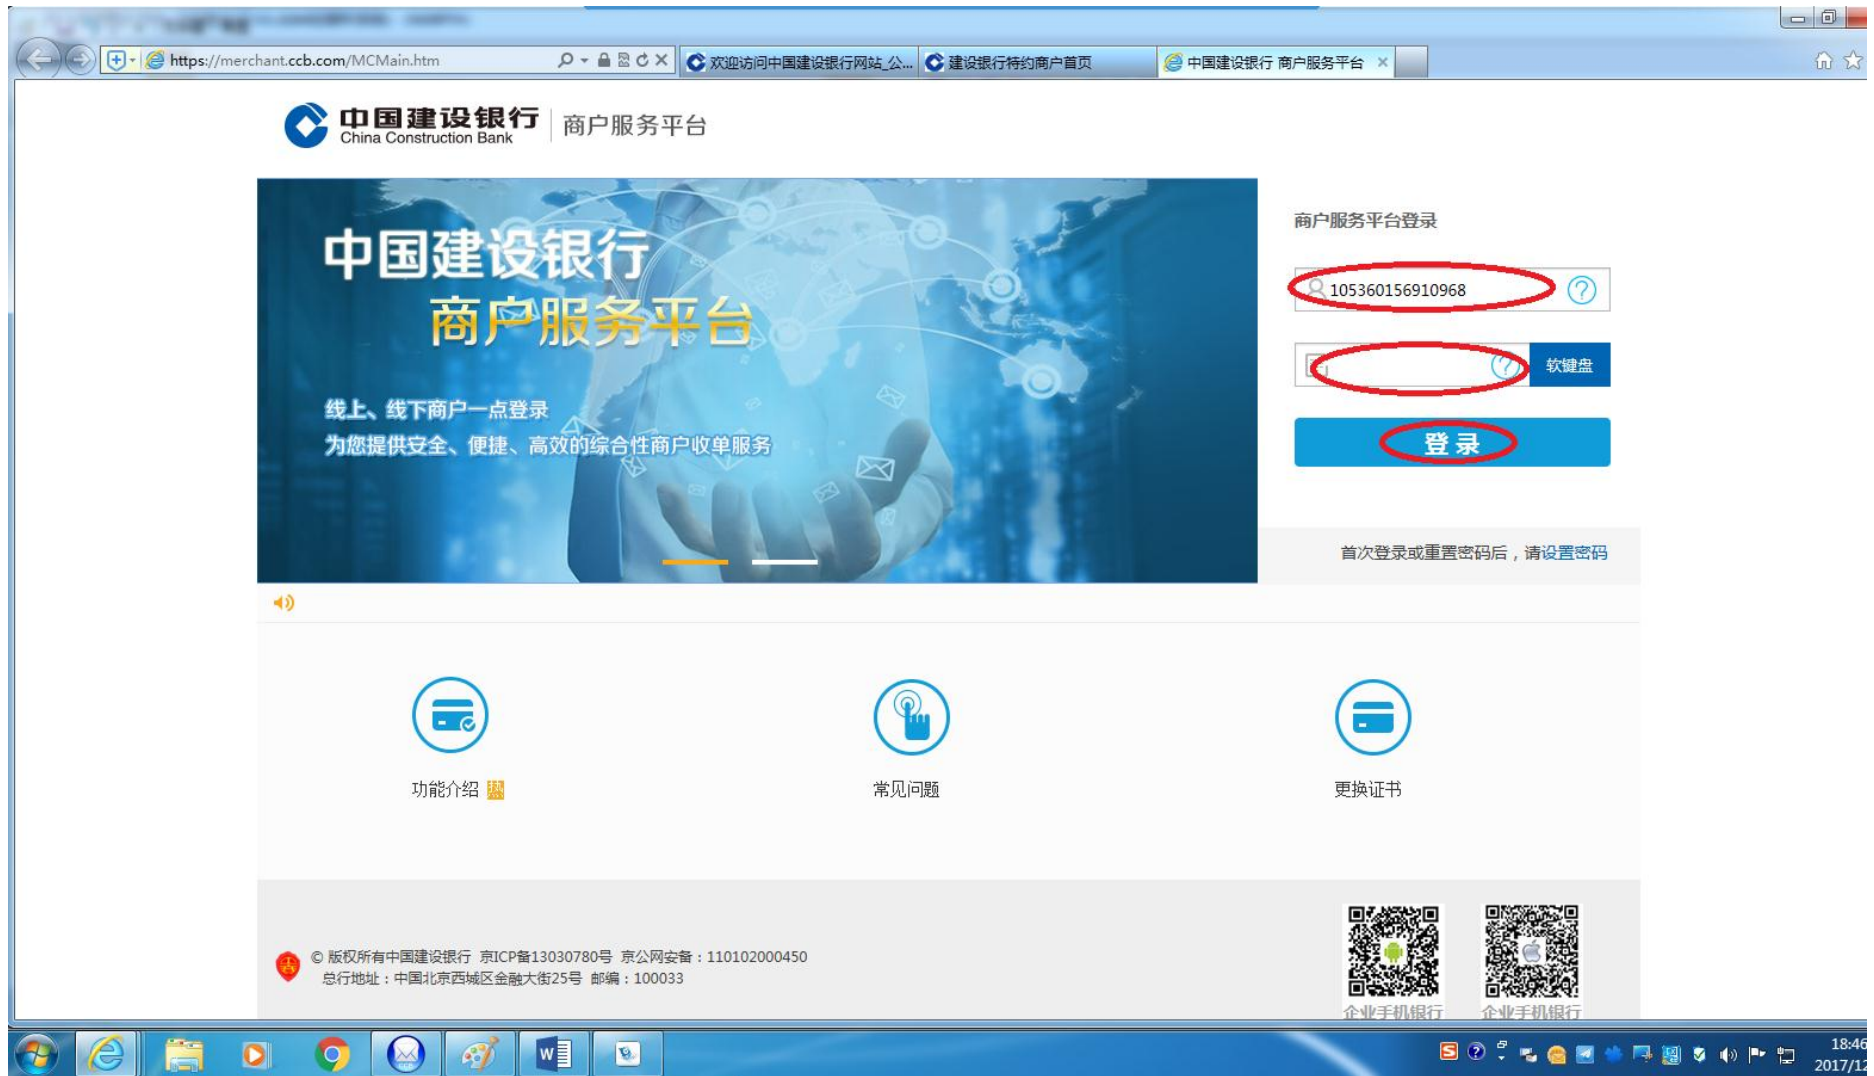 https://merchant.ccb.com/MCMain.htm
欢迎访问中国建设银行网站_公...
建设银行特约商户首页
中国建设银行 商户服务平台
中国建设银行
China Construction Bank
商户服务平台
中国建设银行
商户服务平台
线上、线下商户一点登录
为您提供安全、便捷、高效的综合性商户收单服务
商户服务平台登录
105360156910968
软键盘
登录
首次登录或重置密码后，请设置密码
功能介绍 热
常见问题
更换证书
© 版权所有中国建设银行 京ICP备13030780号 京公网安备：110102000450
总行地址：中国北京西城区金融大街25号 邮编：100033
企业手机银行
企业手机银行
18:46
2017/12